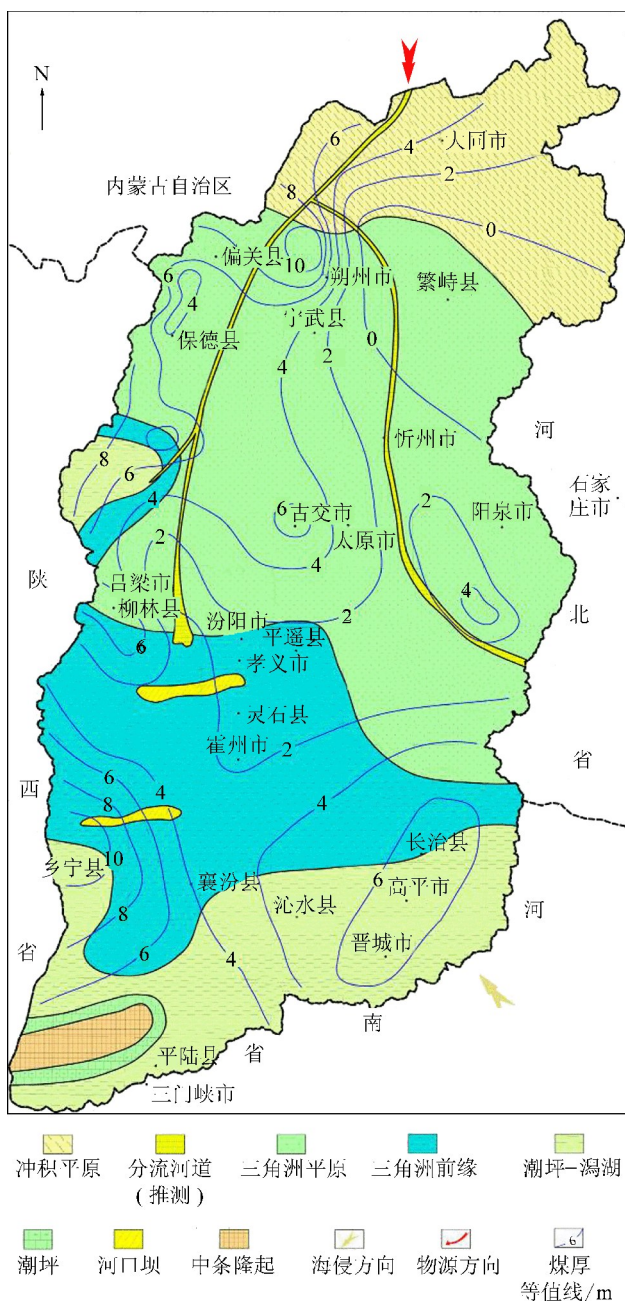 N
6
大同市
4
内蒙古自治区
2
8
0
偏关县
10
6
朔州市
繁峙县
4
宁武县
保德县
2
0
4
河
忻州市
8
6
石家
庄市
4
2
阳泉市
6
古交市
2
太原市
陕
4
吕梁市
4
柳林县
北
汾阳市
2
平遥县
6
孝义市
灵石县
霍州市
2
省
6
4
4
西
8
长治县
乡宁县
10
襄汾县
6
高平市
沁水县
河
8
晋城市
省
6
4
南
省
平陆县
三门峡市
冲积平原
分流河道
(推测)
三角洲平原
三角洲前缘
潮坪-潟湖
6
潮坪
河口坝
中条隆起
海侵方向
物源方向
煤厚
等值线/m